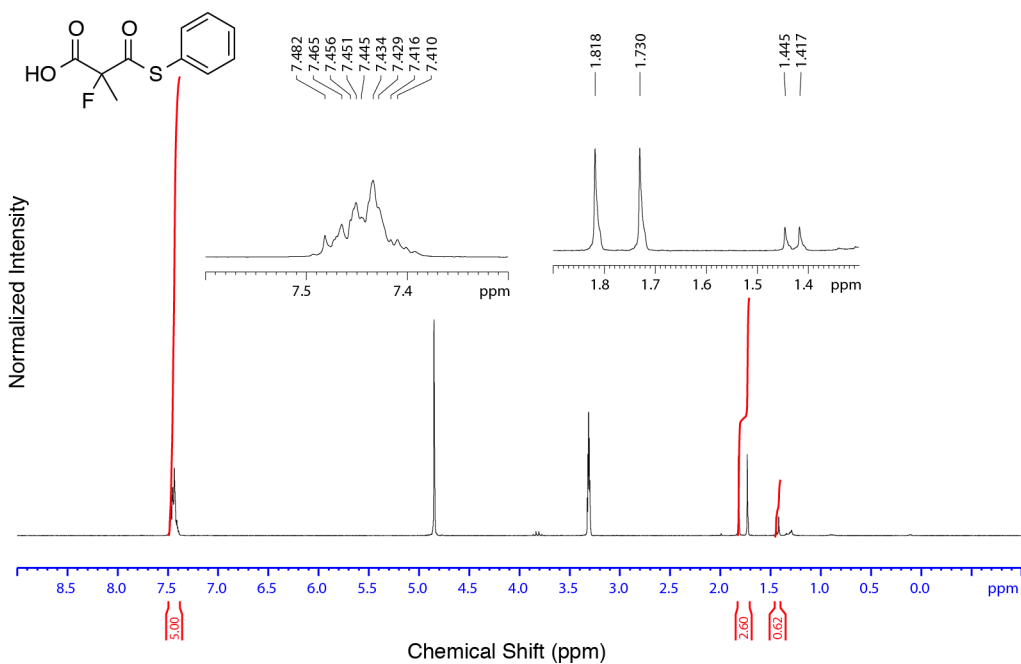 O
O
HO
S
F
7.482
7.465
7.456
7.451
7.445
7.434
7.429
7.416
7.410
1.818
1.730
1.445
1.417
Normalized Intensity
7.5 7.4 ppm
1.8 1.7 1.6 1.5 1.4 ppm
8.5 8.0 7.5 7.0 6.5 6.0 5.5 5.0 4.5 4.0 3.5 3.0 2.5 2.0 1.5 1.0 0.5 0.0 ppm
5.00
2.60
0.62
Chemical Shift (ppm)